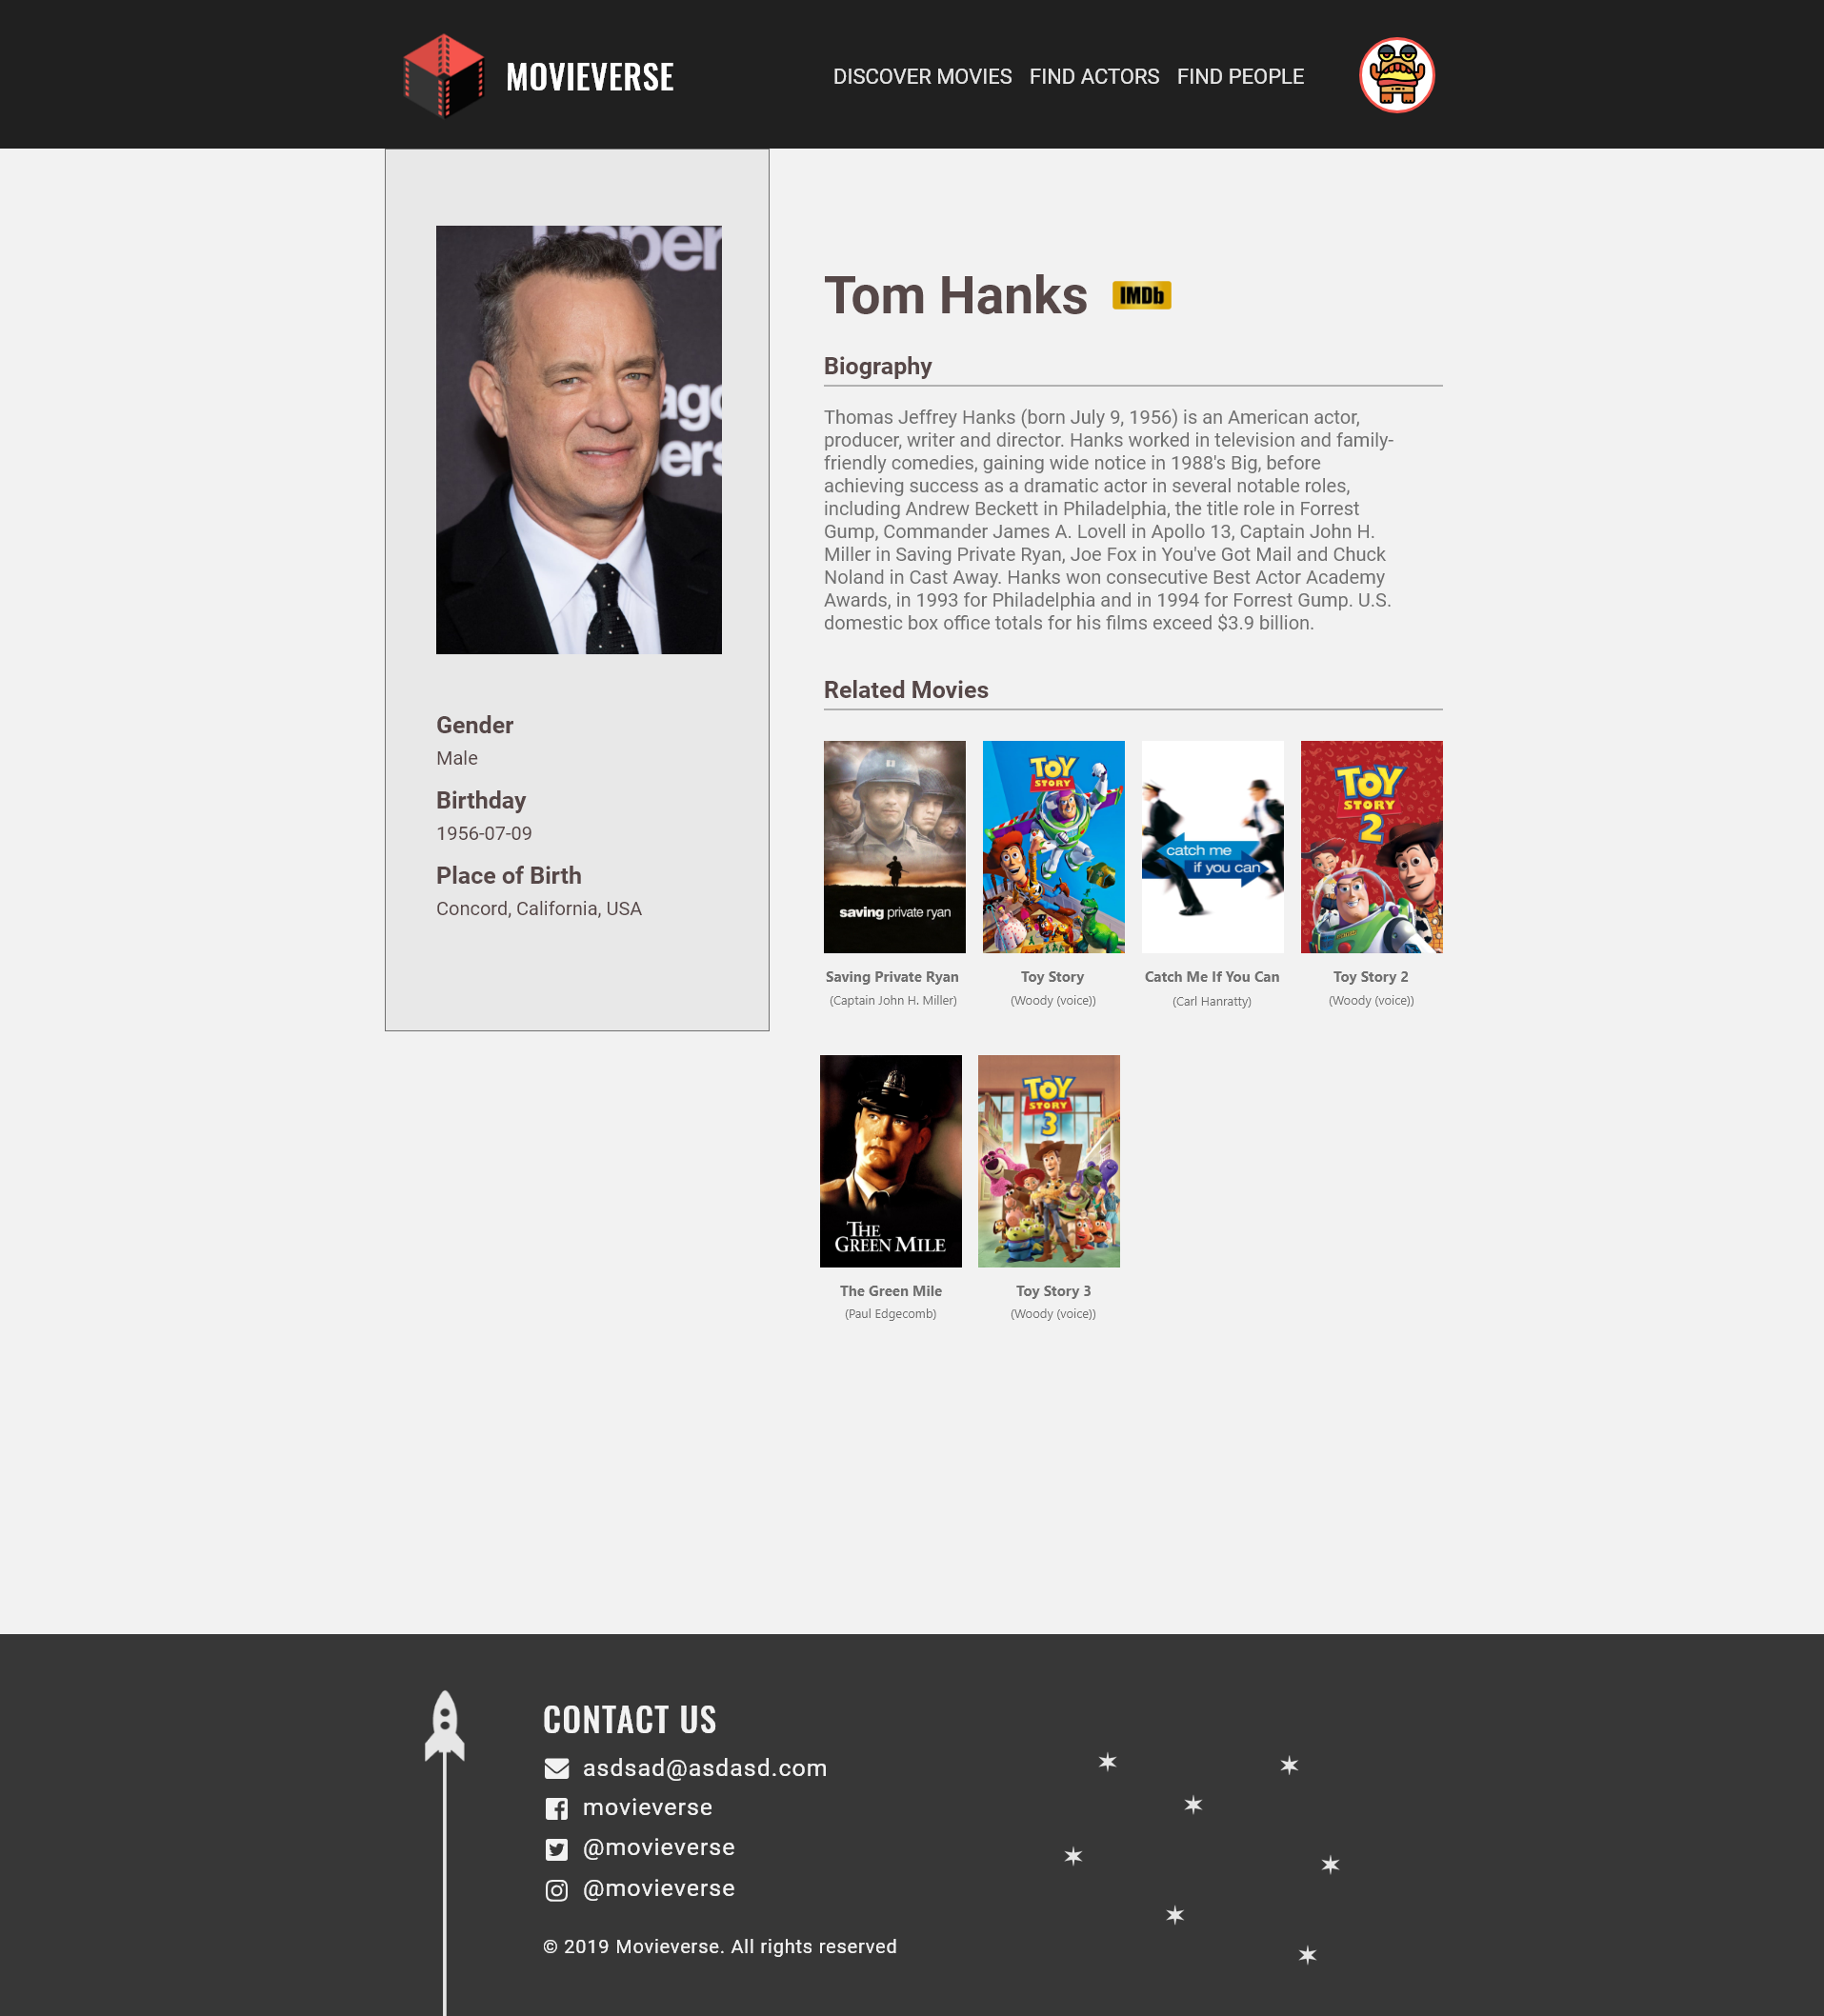 MOVIEVERSE
DISCOVER MOVIES FIND ACTORS FIND PEOPLE
aper
ago
pers
Tom Hanks IMDb
Biography
Thomas Jeffrey Hanks (born July 9, 1956) is an American actor,
producer, writer and director. Hanks worked in television and family-
friendly comedies, gaining wide notice in 1988's Big, before
achieving success as a dramatic actor in several notable roles,
including Andrew Beckett in Philadelphia, the title role in Forrest
Gump, Commander James A. Lovell in Apollo 13, Captain John H.
Miller in Saving Private Ryan, Joe Fox in You've Got Mail and Chuck
Noland in Cast Away. Hanks won consecutive Best Actor Academy
Awards, in 1993 for Philadelphia and in 1994 for Forrest Gump. U.S.
domestic box office totals for his films exceed $3.9 billion.
Gender
Male
Birthday
1956-07-09
Place of Birth
Concord, California, USA
Related Movies
saving private ryan
TOY
STORY
catch me
if you can
TOY
STORY
2
Saving Private Ryan
(Captain John H. Miller)
Toy Story
(Woody (voice))
Catch Me If You Can
(Carl Hanratty)
Toy Story 2
(Woody (voice))
THE
GREEN MILE
TOY
STORY
3
The Green Mile
(Paul Edgecomb)
Toy Story 3
(Woody (voice))
CONTACT US
asdsad@asdasd.com
movieverse
@movieverse
@movieverse
© 2019 Movieverse. All rights reserved